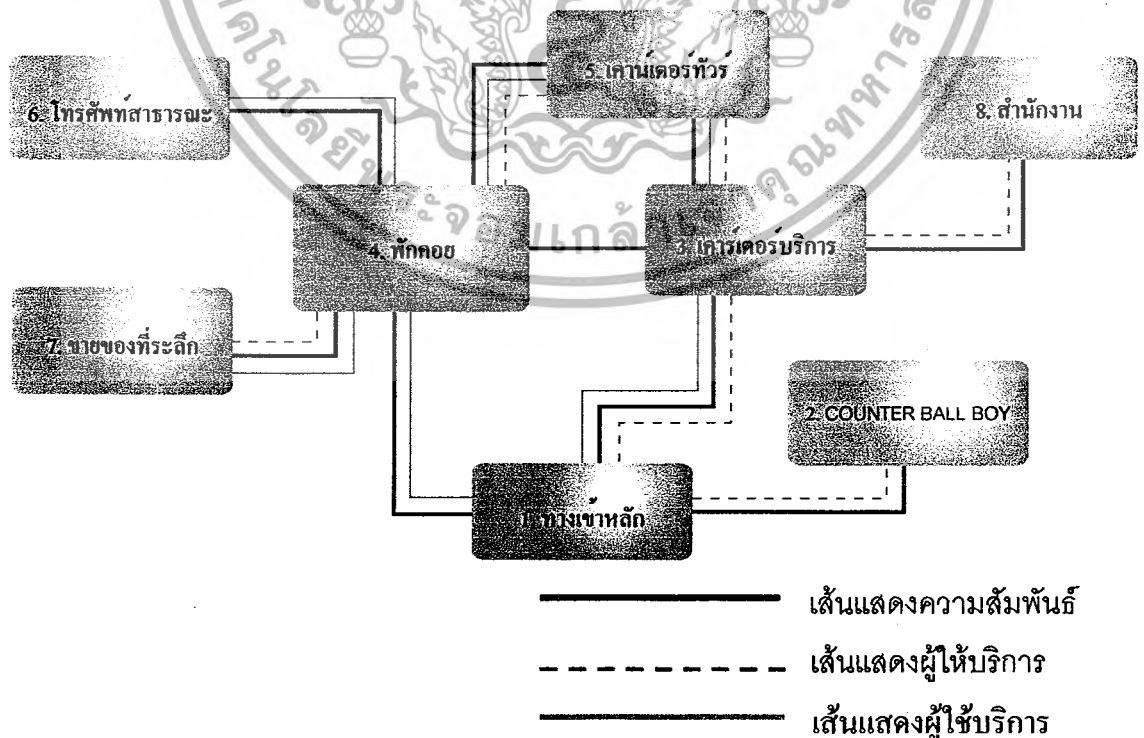 5. เคาน์เตอร์ทัวร์
6. โทรศัพท์สาธารณะ
8. สำนักงาน
4. พักคอย
3. เคาร์เตอร์บริการ
7. ขายของที่ระลึก
2. COUNTER BALL BOY
1. ทางเข้าหลัก
เส้นแสดงความสัมพันธ์
เส้นแสดงผู้ให้บริการ
เส้นแสดงผู้ใช้บริการ